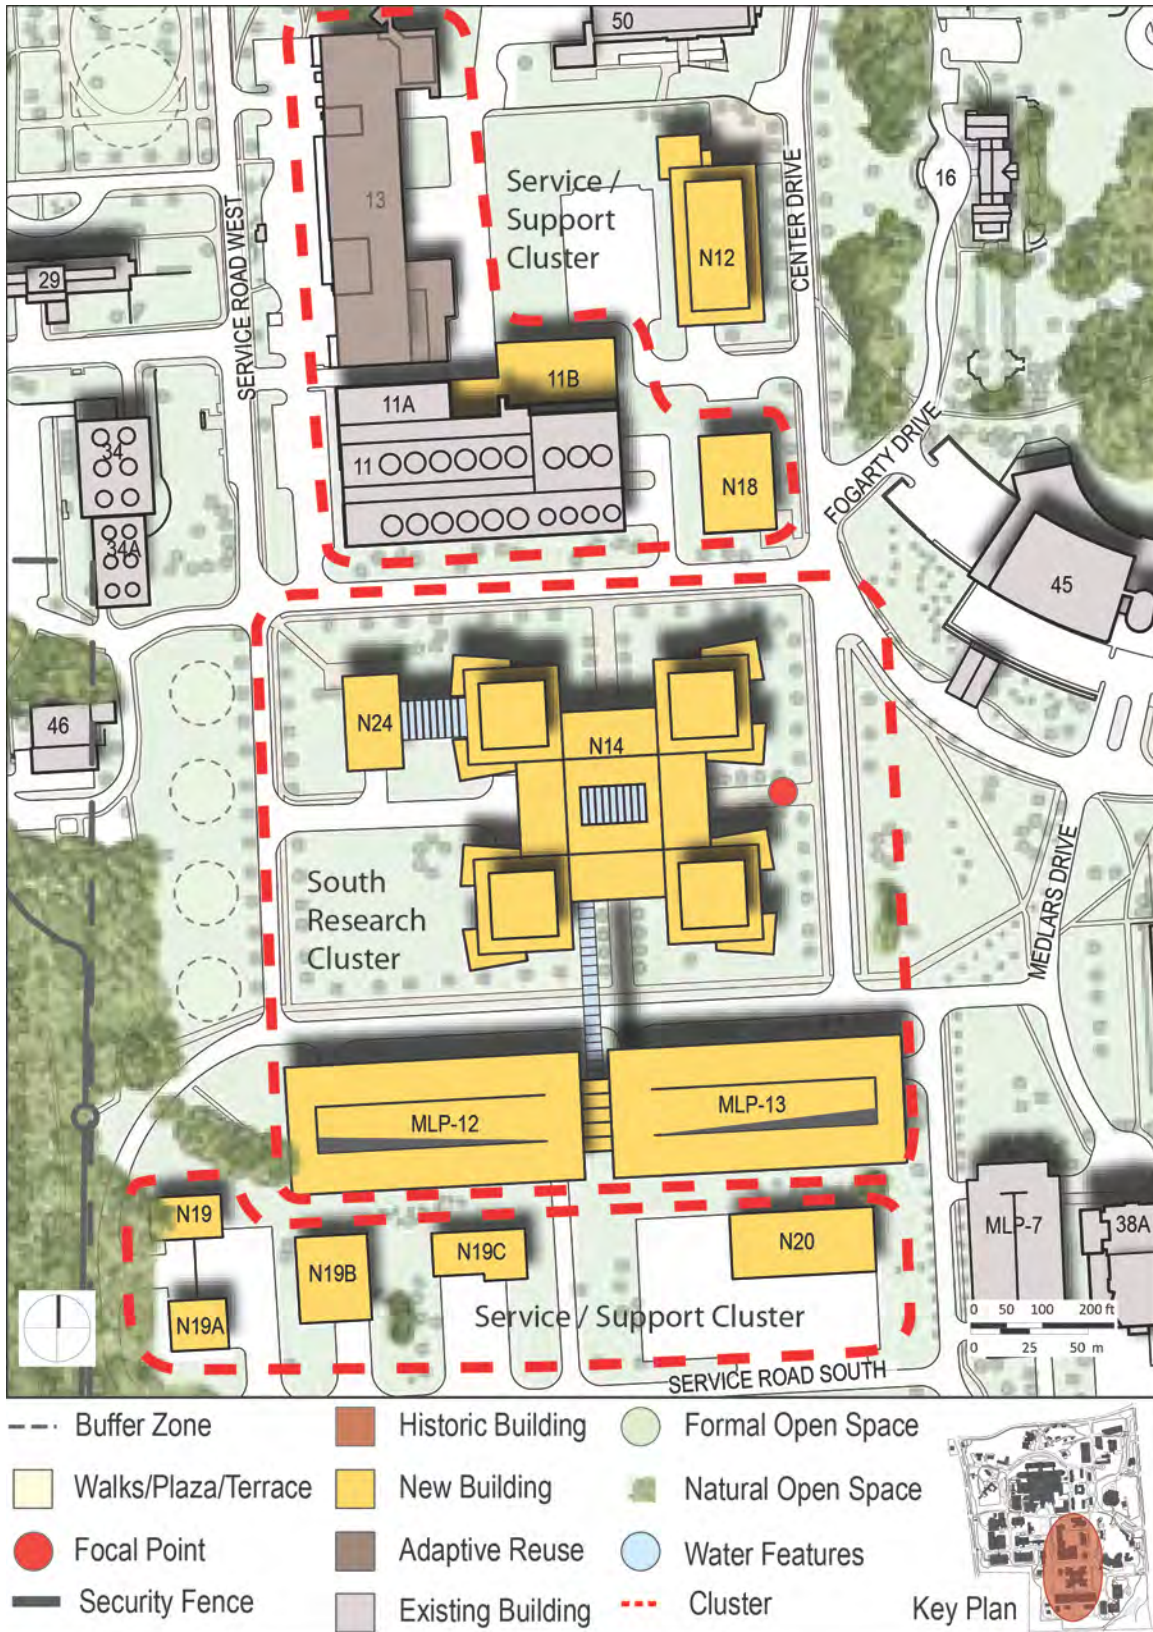 50
Service /
Support
Cluster
13
16
CENTER DRIVE
SERVICE ROAD WEST
N12
29
11B
11A
34
11
N18
FOGARTY DRIVE
34A
45
46
N24
N14
South
Research
Cluster
MEDLARS DRIVE
MLP-12
MLP-13
N19
N19B
N19C
N20
MLP-7
38A
N19A
Service / Support Cluster
0 50 100 200 ft
0 25 50 m
SERVICE ROAD SOUTH
Buffer Zone
Historic Building
Formal Open Space
Walks/Plaza/Terrace
New Building
Natural Open Space
Focal Point
Adaptive Reuse
Water Features
Security Fence
Existing Building
Cluster
Key Plan